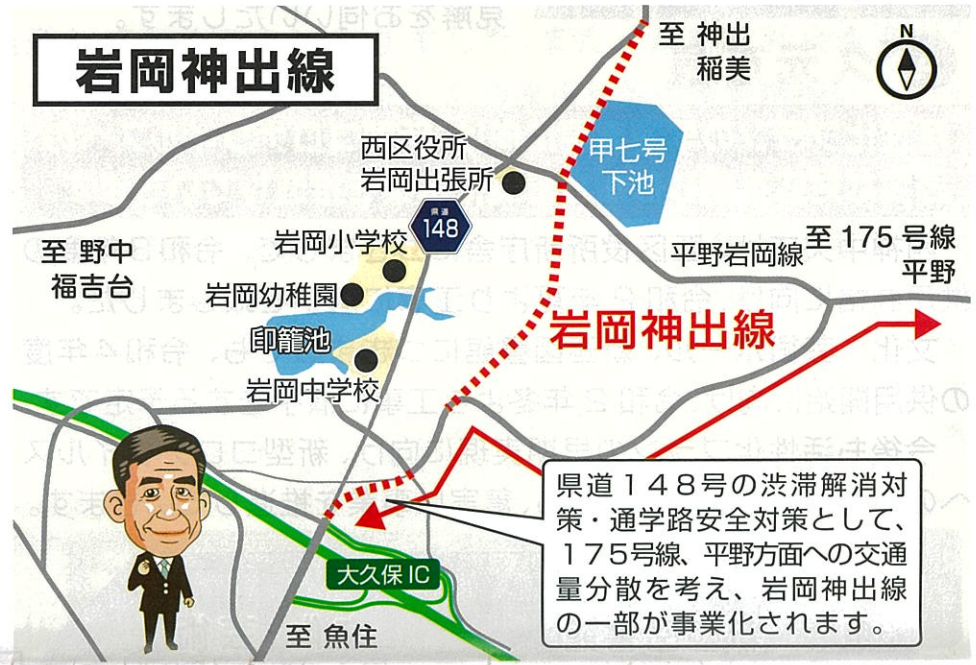 岩岡神出線
至 神出
稲美
N
甲七号
下池
西区役所
岩岡出張所
県道
148
岩岡小学校
至 野中
福吉台
岩岡幼稚園
平野岩岡線
至 175 号線
平野
印籠池
岩岡神出線
岩岡中学校
県道148号の渋滞解消対
策・通学路安全対策として、
175号線、平野方面への交通
量分散を考え、岩岡神出線
の一部が事業化されます。
大久保 IC
至 魚住